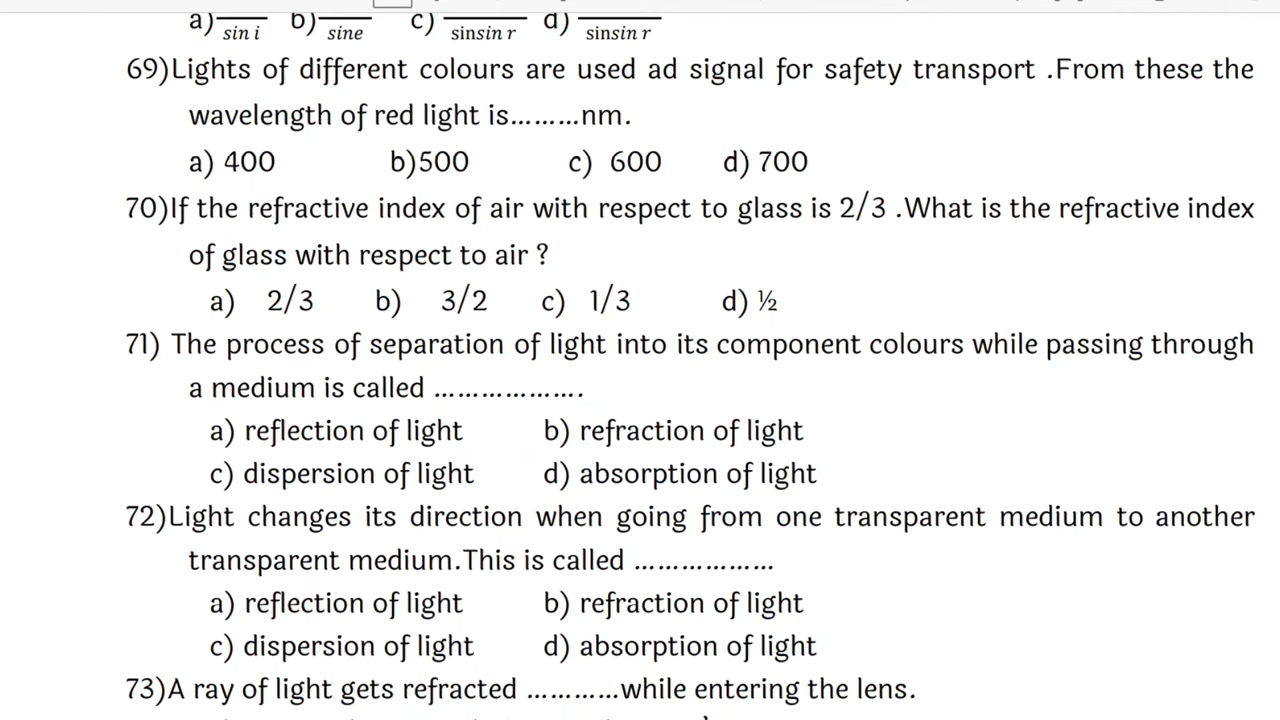 a) sin i b) sine c) sinsin r d) sinsin r
69)Lights of different colours are used ad signal for safety transport .From these the
wavelength of red light is.........nm.
a) 400 b)500 c) 600 d) 700
70)If the refractive index of air with respect to glass is 2/3 .What is the refractive index
of glass with respect to air ?
a) 2/3 b) 3/2 c) 1/3 d) ½
71) The process of separation of light into its component colours while passing through
a medium is called ...................
a) reflection of light b) refraction of light
c) dispersion of light d) absorption of light
72)Light changes its direction when going from one transparent medium to another
transparent medium.This is called ..................
a) reflection of light b) refraction of light
c) dispersion of light d) absorption of light
73)A ray of light gets refracted ............while entering the lens.